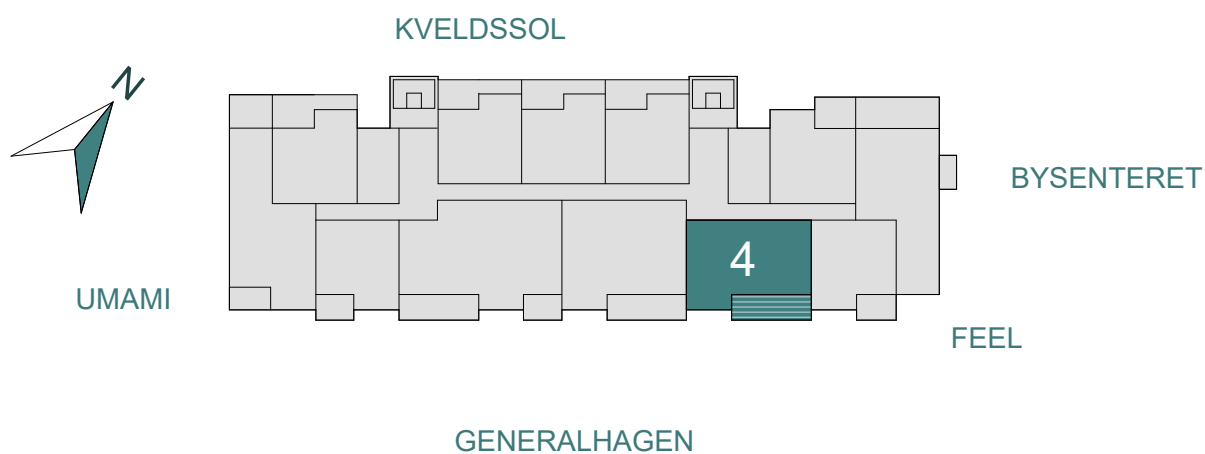 KVELDSSOL
N
BYSENTERET
4
UMAMI
FEEL
GENERALHAGEN